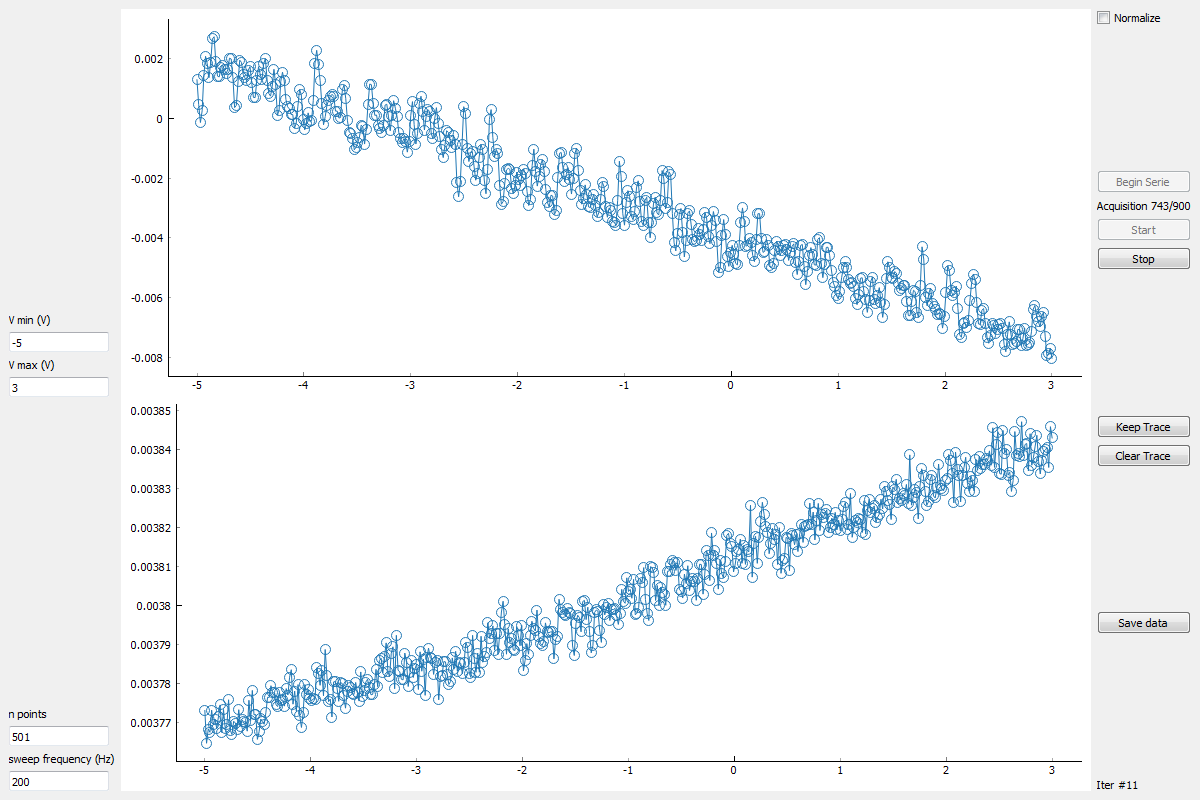 Normalize
0.002
0
-0.002
-0.004
-0.006
-0.008
-5 -4 -3 -2 -1 0 1 2 3
Begin Serie
Acquisition 743/900
Start
Stop
V min (V)
-5
V max (V)
3
0.00385
0.00384
0.00383
0.00382
0.00381
0.0038
0.00379
0.00378
0.00377
-5 -4 -3 -2 -1 0 1 2 3
Keep Trace
Clear Trace
Save data
n points
501
sweep frequency (Hz)
200
Iter #11